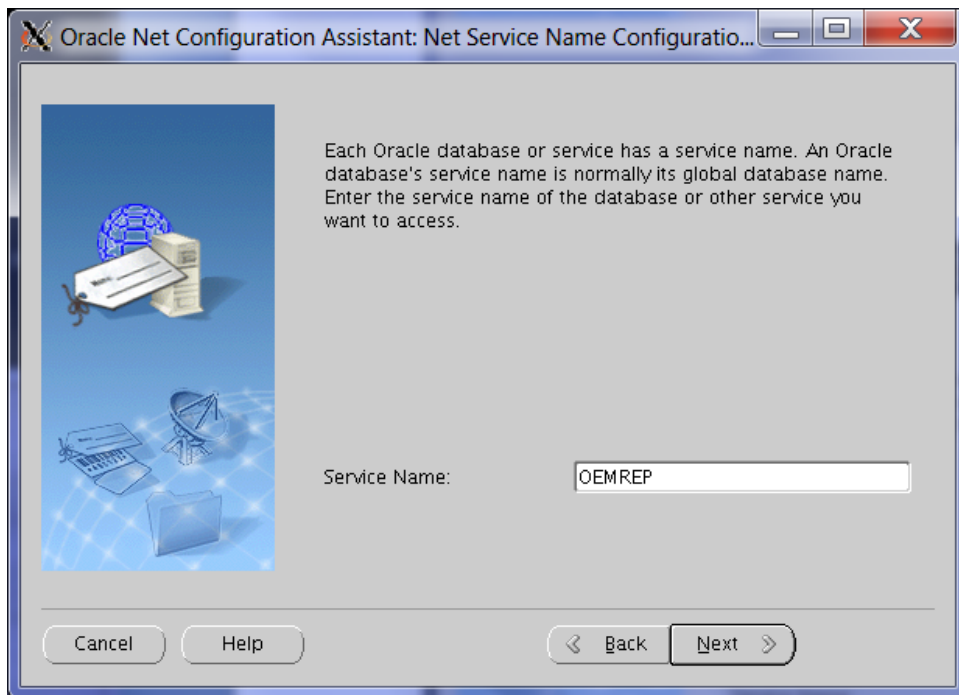 Oracle Net Configuration Assistant: Net Service Name Configuratio...
Each Oracle database or service has a service name. An Oracle
database's service name is normally its global database name.
Enter the service name of the database or other service you
want to access.
Service Name: OEMREP
Cancel Help Back Next